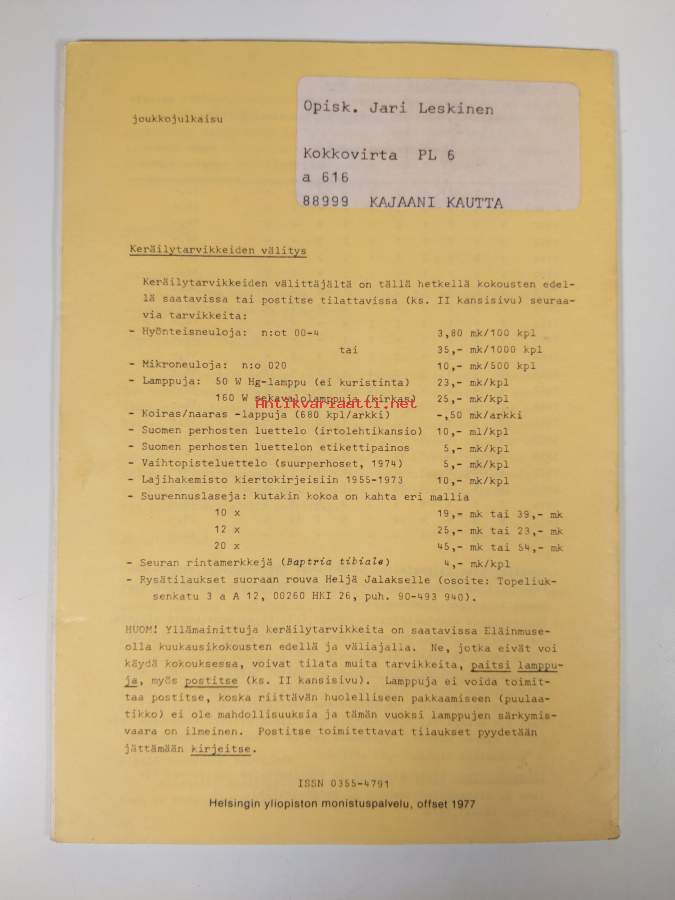 joukkojulkaisu
Opisk. Jari Leskinen
Kokkovirta PL 6
a 616
88999 KAJAANI KAUTTA
Keräilytarvikkeiden välitys
Keräilytarvikkeiden välittäjältä on tällä hetkellä kokousten edel-
lä saatavissa tai postitse tilattavissa (ks. II kansisivu) seuraa-
via tarvikkeita:
- Hyönteisneuloja: n:ot 00-4 3,80 mk/100 kpl
tai 35,- mk/1000 kpl
- Mikroneuloja: n:o 020 10,- mk/500 kpl
- Lamppuja: 50 W Hg-lamppu (ei kuristinta) 23,- mk/kpl
160 W sekavalolamppuja (kirkas) 25,- mk/kpl
Antikvariaatti.net
- Koiras/naaras -lappuja (680 kpl/arkki) -,50 mk/arkki
- Suomen perhosten luettelo (irtolehtikansio) 10,- ml/kpl
- Suomen perhosten luettelon etikettipainos 5,- mk/kpl
- Vaihtopisteluettelo (suurperhoset, 1974) 5,- mk/kpl
- Lajihakemisto kiertokirjeisiin 1955-1973 10,- mk/kpl
- Suurennuslaseja: kutakin kokoa on kahta eri mallia
10 x 19,- mk tai 39,- mk
12 x 25,- mk tai 23,- mk
20 x 45,- mk tai 54,- mk
- Seuran rintamerkkejä (Baptria tibiale) 4,- mk/kpl
- Rysätilaukset suoraan rouva Heljä Jalakselle (osoite: Topeliuk-
senkatu 3 a A 12, 00260 HKI 26, puh. 90-493 940).
HUOM! Yllämainittuja keräilytarvikkeita on saatavissa Eläinmuse-
olla kuukausikokousten edellä ja väliajalla. Ne, jotka eivät voi
käydä kokouksessa, voivat tilata muita tarvikkeita, paitsi lamppu-
ja, myös postitse (ks. II kansisivu). Lamppuja ei voida toimit-
taa postitse, koska riittävän huolelliseen pakkaamiseen (puulaa-
tikko) ei ole mahdollisuuksia ja tämän vuoksi lamppujen särkymis-
vaara on ilmeinen. Postitse toimitettavat tilaukset pyydetään
jättämään kirjeitse.
ISSN 0355-4791
Helsingin yliopiston monistuspalvelu, offset 1977